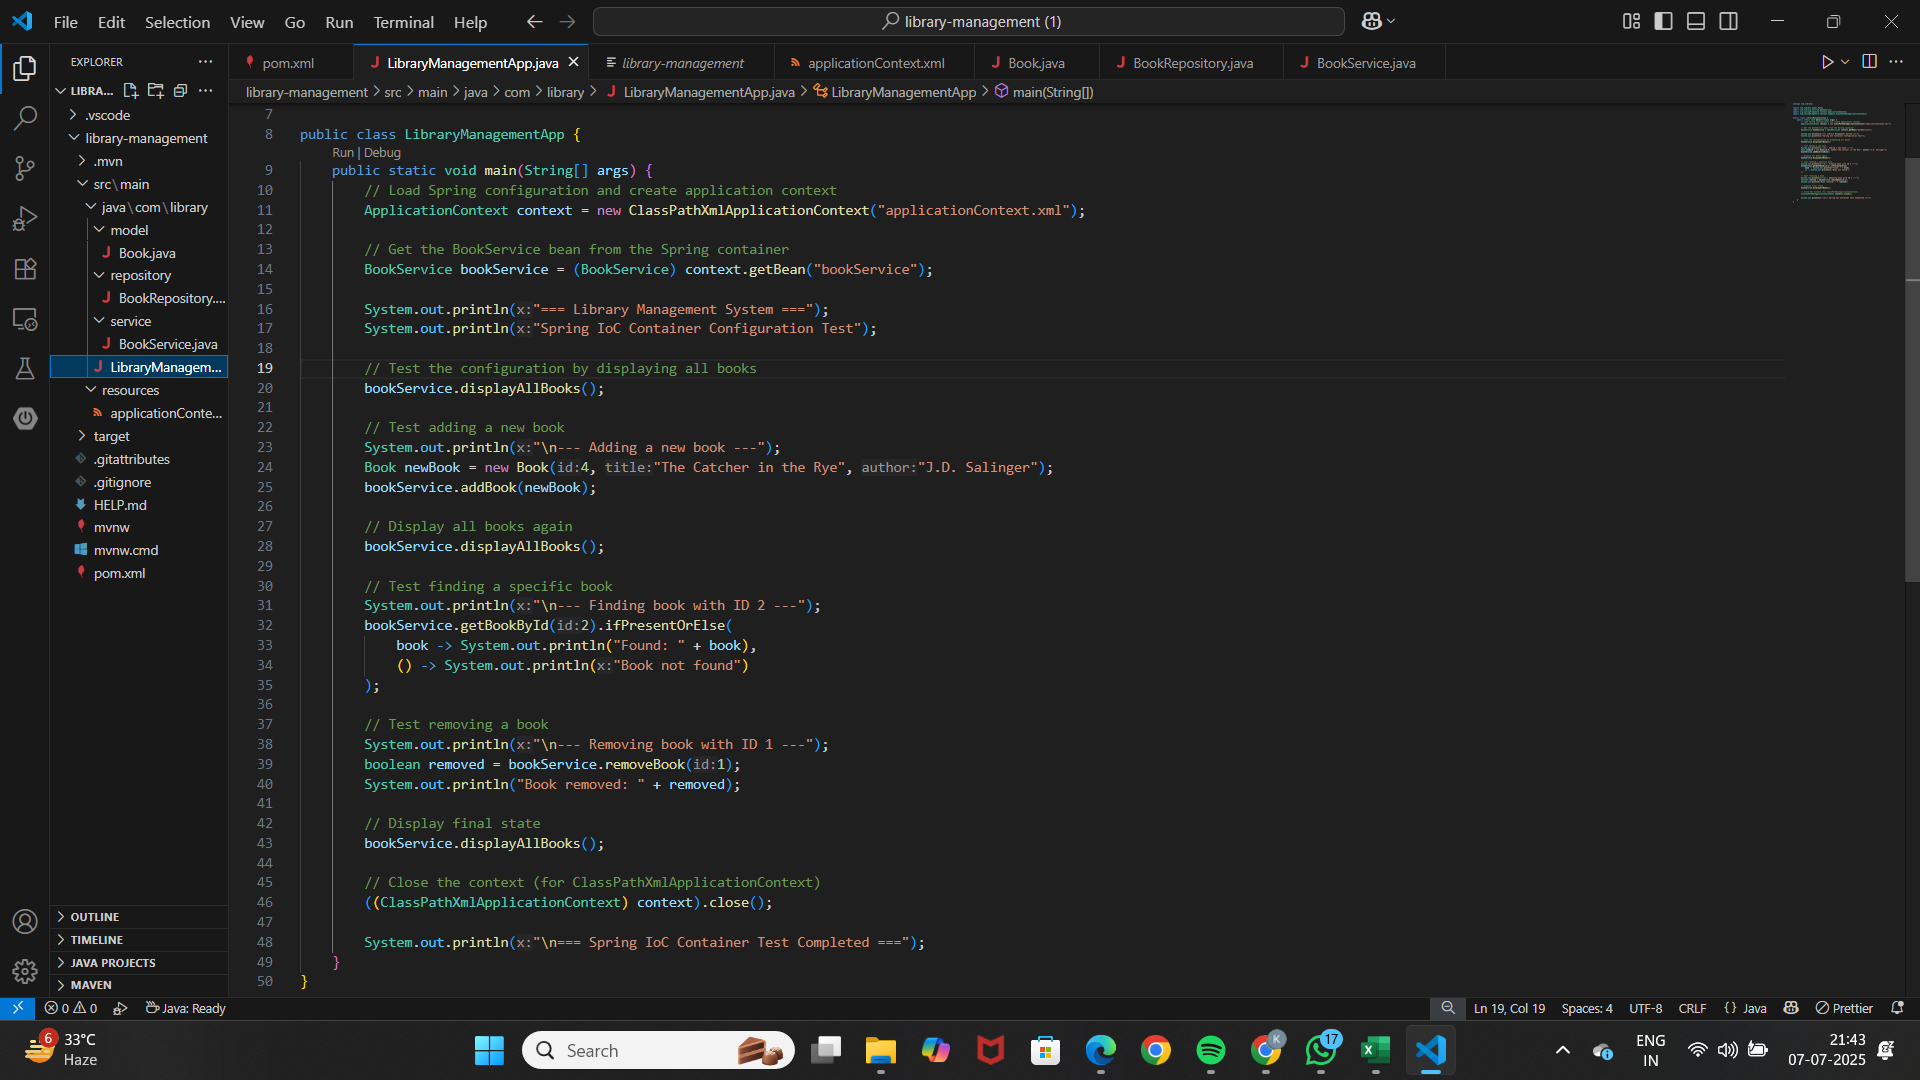 File Edit Selection View Go Run Terminal Help
library-management (1)
EXPLORER
LIBRA...
.vscode
library-management
.mvn
src\main
java\com\library
model
Book.java
repository
BookRepository....
service
BookService.java
LibraryManagem...
resources
applicationConte...
target
.gitattributes
.gitignore
HELP.md
mvnw
mvnw.cmd
pom.xml
OUTLINE
TIMELINE
JAVA PROJECTS
MAVEN
pom.xml LibraryManagementApp.java library-management applicationContext.xml Book.java BookRepository.java BookService.java
library-management > src > main > java > com > library > LibraryManagementApp.java > LibraryManagementApp > main(String[])
7
8 public class LibraryManagementApp {
Run | Debug
9 public static void main(String[] args) {
10 // Load Spring configuration and create application context
11 ApplicationContext context = new ClassPathXmlApplicationContext("applicationContext.xml");
12
13 // Get the BookService bean from the Spring container
14 BookService bookService = (BookService) context.getBean("bookService");
15
16 System.out.println(x:"=== Library Management System ===");
17 System.out.println(x:"Spring IoC Container Configuration Test");
18
19 // Test the configuration by displaying all books
20 bookService.displayAllBooks();
21
22 // Test adding a new book
23 System.out.println(x:"\n--- Adding a new book ---");
24 Book newBook = new Book(id:4, title:"The Catcher in the Rye", author:"J.D. Salinger");
25 bookService.addBook(newBook);
26
27 // Display all books again
28 bookService.displayAllBooks();
29
30 // Test finding a specific book
31 System.out.println(x:"\n--- Finding book with ID 2 ---");
32 bookService.getBookById(id:2).ifPresentOrElse(
33 book -> System.out.println("Found: " + book),
34 () -> System.out.println(x:"Book not found")
35 );
36
37 // Test removing a book
38 System.out.println(x:"\n--- Removing book with ID 1 ---");
39 boolean removed = bookService.removeBook(id:1);
40 System.out.println("Book removed: " + removed);
41
42 // Display final state
43 bookService.displayAllBooks();
44
45 // Close the context (for ClassPathXmlApplicationContext)
46 ((ClassPathXmlApplicationContext) context).close();
47
48 System.out.println(x:"\n=== Spring IoC Container Test Completed ===");
49 }
50 }
0 0 Java: Ready
Ln 19, Col 19 Spaces: 4 UTF-8 CRLF {} Java Prettier
6
33°C
Haze
Search
K
17
ENG
IN
21:43
07-07-2025